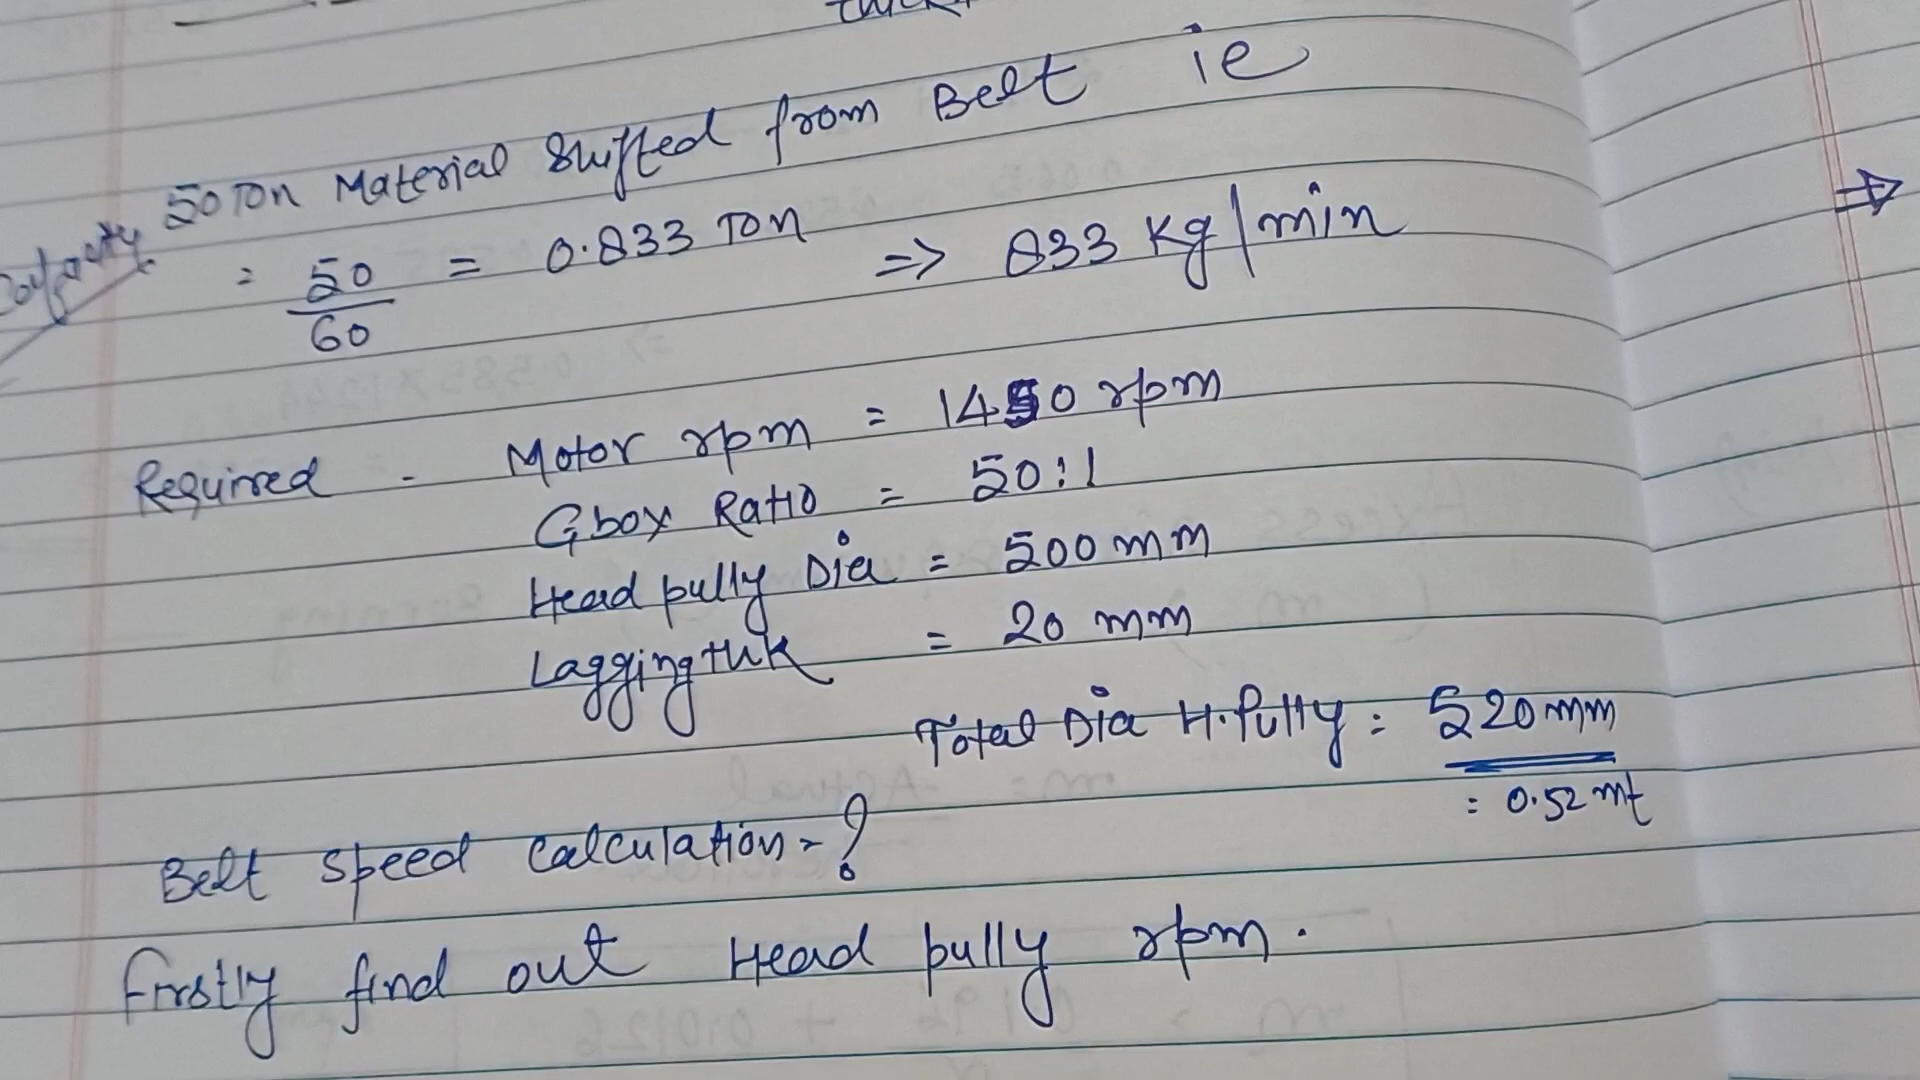 50 Ton Material Shifted from Belt ie
= 50/60 = 0.833 Ton => 833 Kg/min
Required - Motor rpm = 1450 rpm
Gbox Ratio = 50:1
Head pully Dia = 500 mm
Lagging thk = 20 mm
Total Dia H. Pully = 520 mm
= 0.52 mt
Belt speed calculation = ?
Firstly find out Head pully rpm.